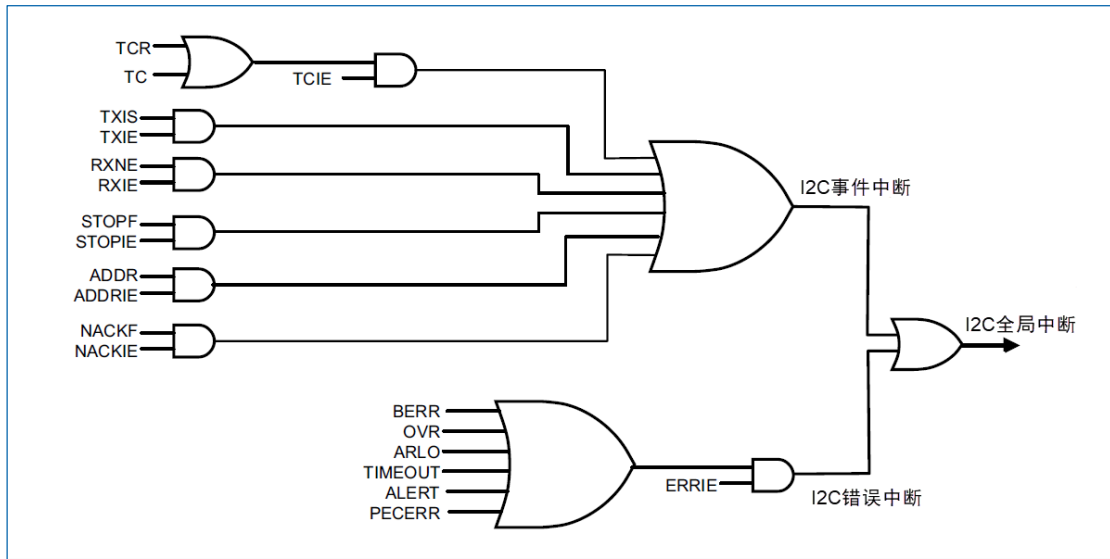 TCR
TC
TCIE
TXIS
TXIE
RXNE
RXIE
STOPF
STOPIE
ADDR
ADDRIE
NACKF
NACKIE
I2C事件中断
I2C全局中断
BERR
OVR
ARLO
TIMEOUT
ALERT
PECERR
ERRIE
I2C错误中断